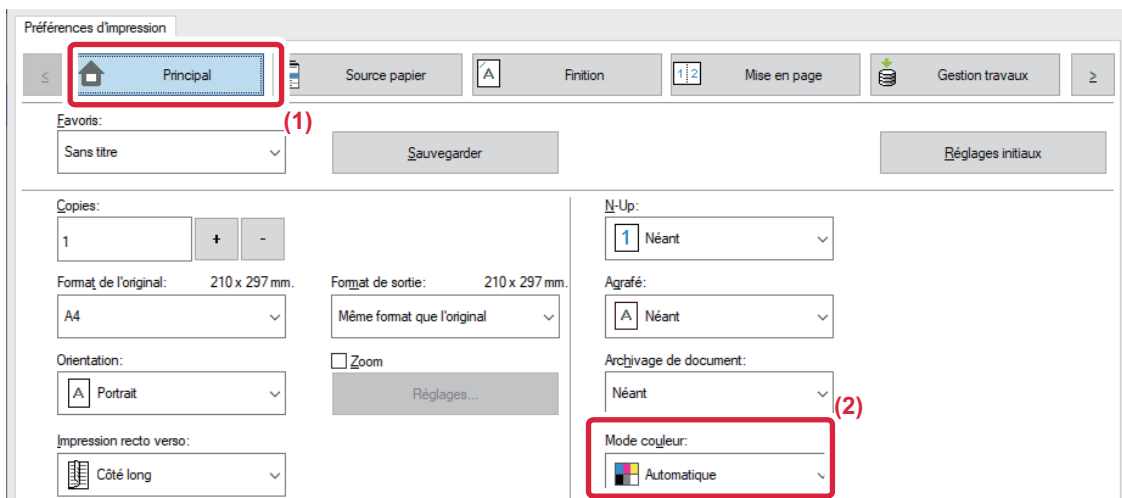 Préférences d'impression
≤
Principal
Source papier
Finition
Mise en page
Gestion travaux
≥
(1)
Favoris:
Sans titre
Sauvegarder
Réglages initiaux
Copies:
1
+
-
N-Up:
1 Néant
Format de l'original: 210 x 297 mm.
A4
Format de sortie: 210 x 297 mm.
Même format que l'original
Agrafé:
A Néant
Orientation:
A Portrait
Zoom
Réglages...
Archivage de document:
Néant
(2)
Impression recto verso:
Côté long
Mode couleur:
Automatique